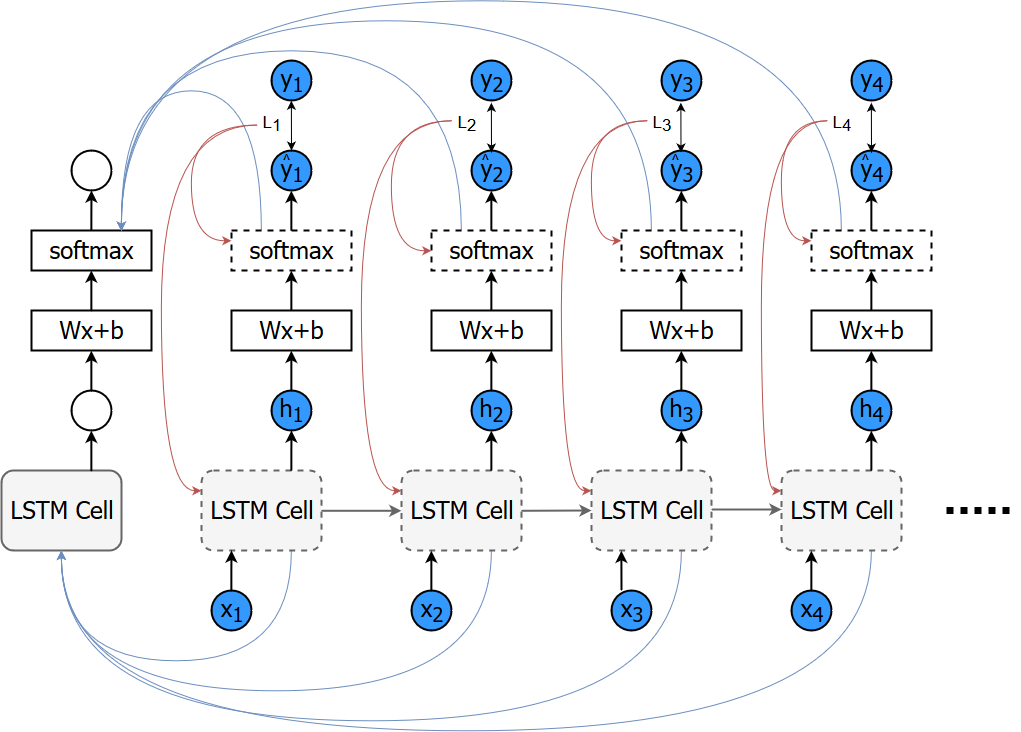 y1 y2 y3 y4
L1 L2 L3 L4
ŷ1 ŷ2 ŷ3 ŷ4
softmax softmax softmax softmax softmax
Wx+b Wx+b Wx+b Wx+b Wx+b
h1 h2 h3 h4
LSTM Cell LSTM Cell LSTM Cell LSTM Cell LSTM Cell .....
x1 x2 x3 x4